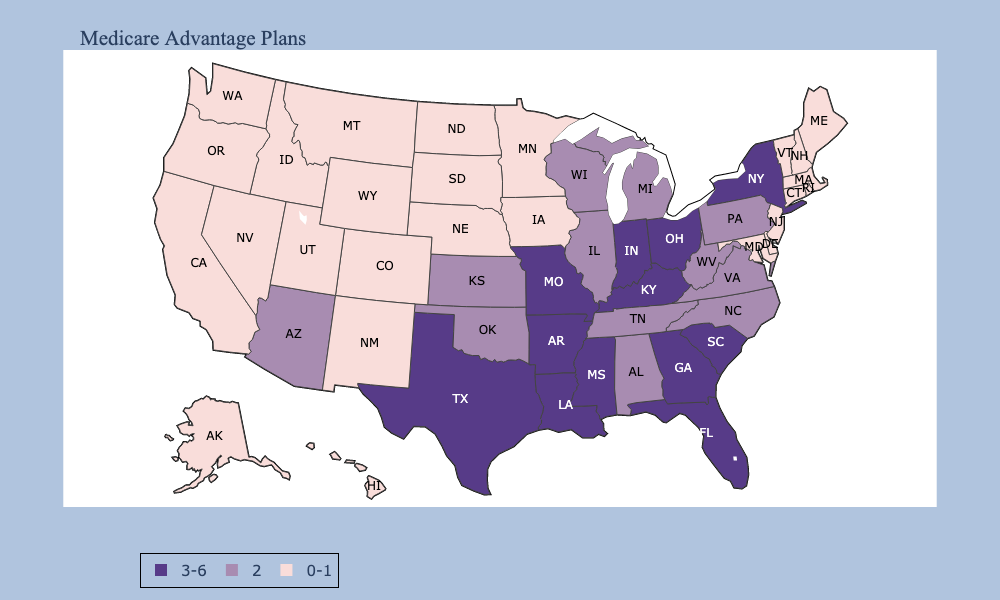 Medicare Advantage Plans
WA
MT
ND
MN
ME
OR
ID
SD
WI
MI
VT
NH
NY
MA
CT
RI
WY
IA
NE
PA
NJ
NV
UT
CO
IL
IN
OH
MD
DE
WV
VA
CA
KS
MO
KY
AZ
NM
OK
AR
TN
NC
SC
TX
LA
MS
AL
GA
FL
AK
HI
3-6 2 0-1